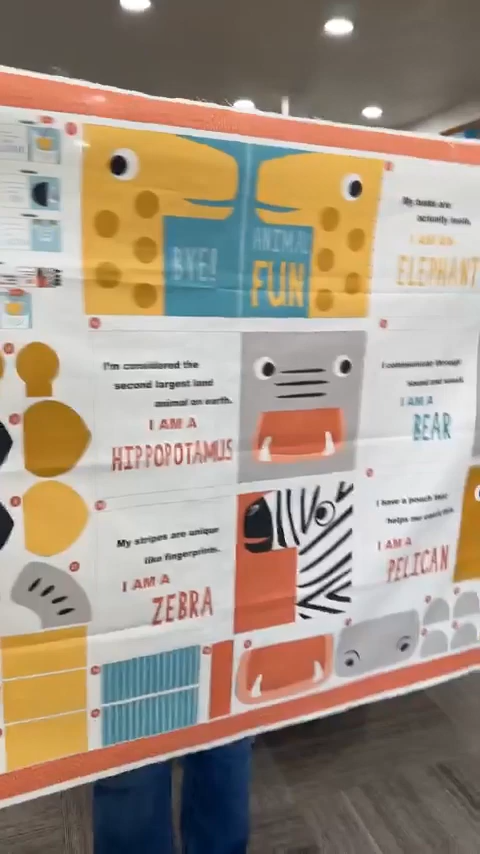 BYE!
ANIMAL
FUN
My tusks are
actually teeth.
I AM AN
ELEPHANT
I'm considered the
second largest land
animal on earth.
I AM A
HIPPOPOTAMUS
I communicate through
sound and smell.
I AM A
BEAR
My stripes are unique
like fingerprints.
I AM A
ZEBRA
I have a pouch that
helps me catch fish.
I AM A
PELICAN